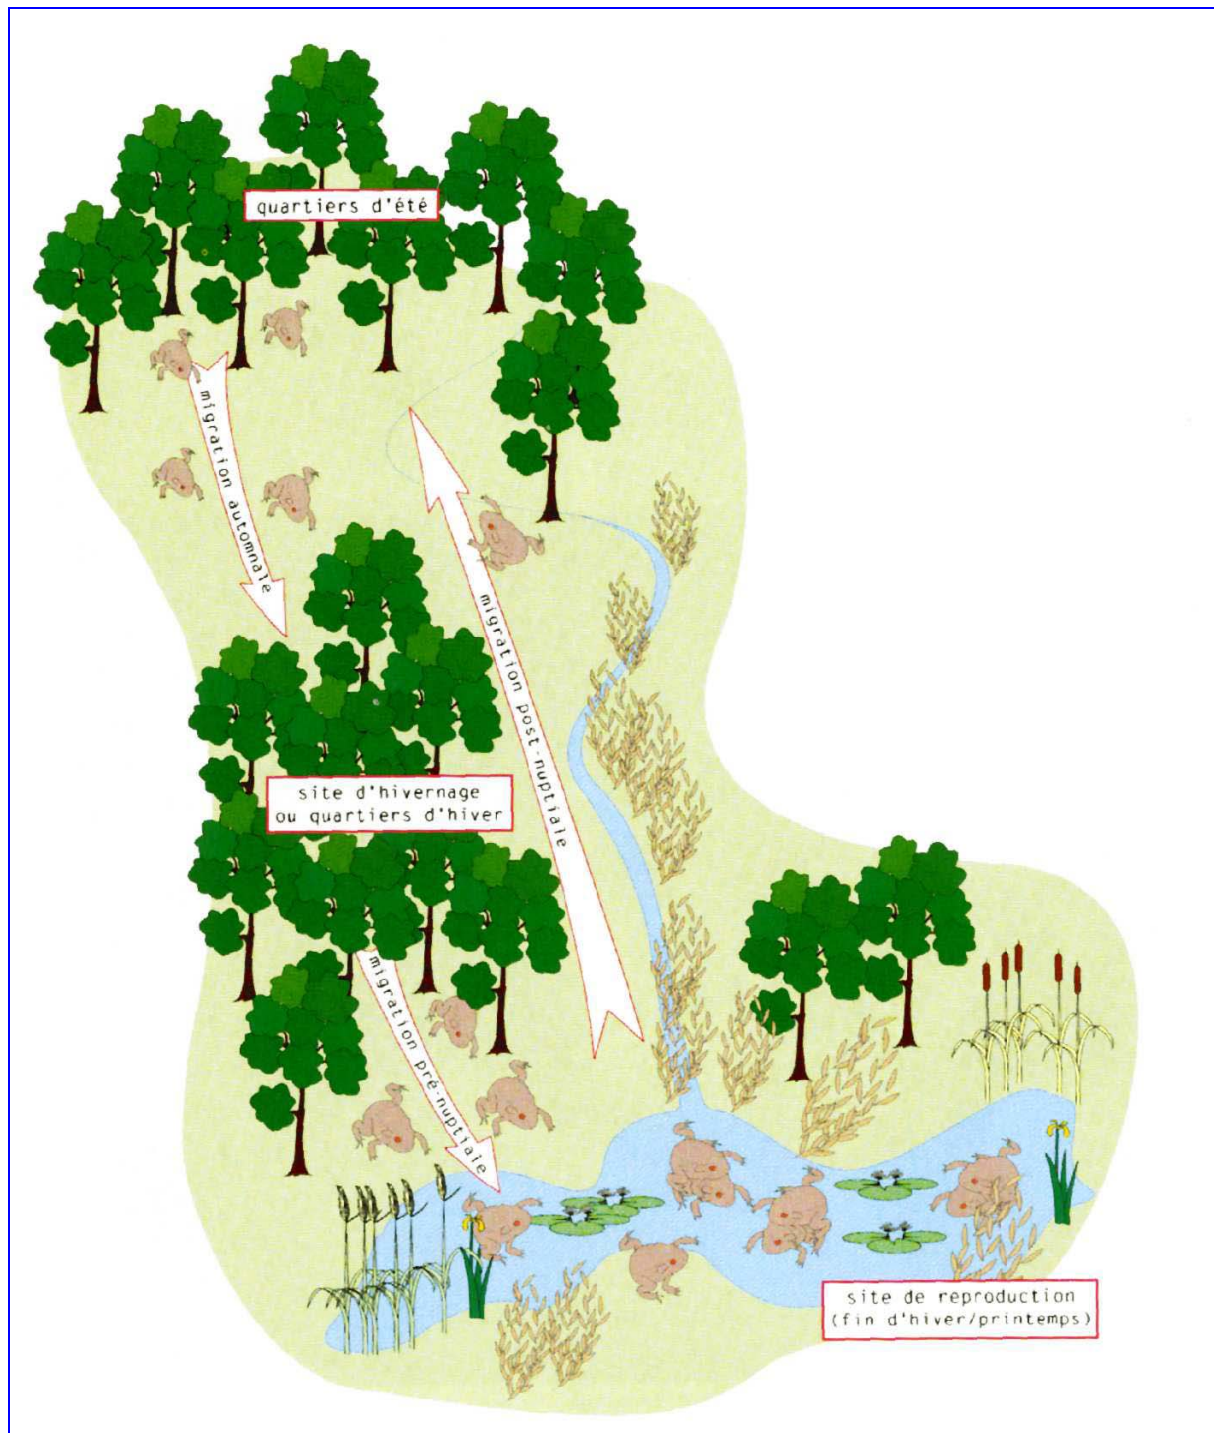 quartiers d'été
migration automnale
migration post-nuptiale
site d'hivernage
ou quartiers d'hiver
migration pré-nuptiale
site de reproduction
(fin d'hiver/printemps)